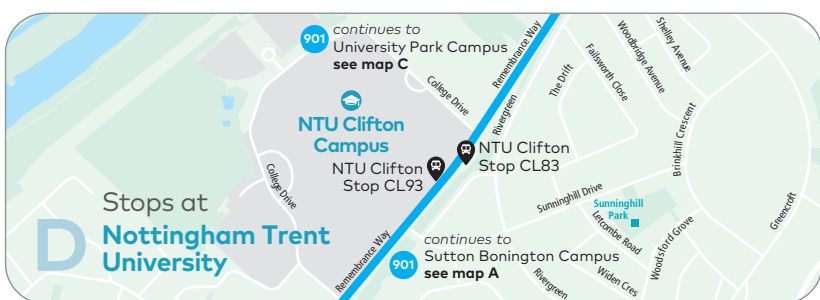 901
continues to
University Park Campus
see map C
Remembrance Way
College Drive
Rivergreen
The Drift
Failsworth Close
Woodbridge Avenue
Shelley Avenue
NTU Clifton
Campus
NTU Clifton
Stop CL93
NTU Clifton
Stop CL83
Brinkhill Crescent
College Drive
Sunninghill Drive
Sunninghill
Park
Letcombe Road
Woodsford Grove
Greencroft
Stops at
D
Nottingham Trent
University
Remembrance Way
901
continues to
Sutton Bonington Campus
see map A
Rivergreen
Widen Cres